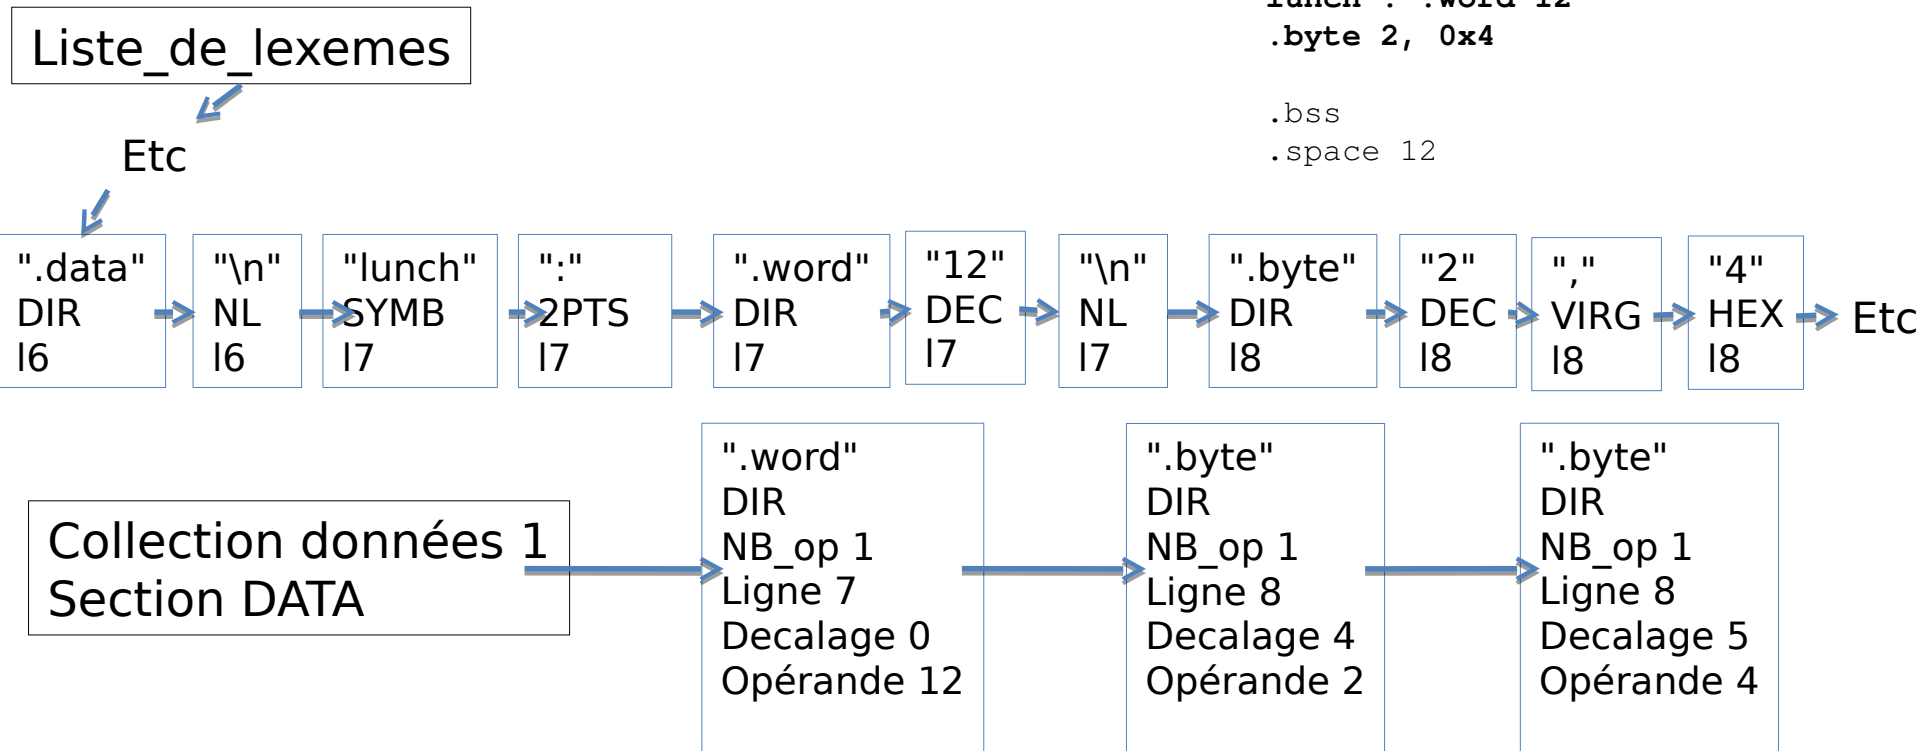 lunch : .word 12
.byte 2, 0x4
.bss
.space 12
Liste_de_lexemes
Etc
".data"
DIR
l6
"\n"
NL
l6
"lunch"
SYMB
l7
":"
2PTS
l7
".word"
DIR
l7
"12"
DEC
l7
"\n"
NL
l7
".byte"
DIR
l8
"2"
DEC
l8
","
VIRG
l8
"4"
HEX
l8
Etc
Collection données 1
Section DATA
".word"
DIR
NB_op 1
Ligne 7
Decalage 0
Opérande 12
".byte"
DIR
NB_op 1
Ligne 8
Decalage 4
Opérande 2
".byte"
DIR
NB_op 1
Ligne 8
Decalage 5
Opérande 4